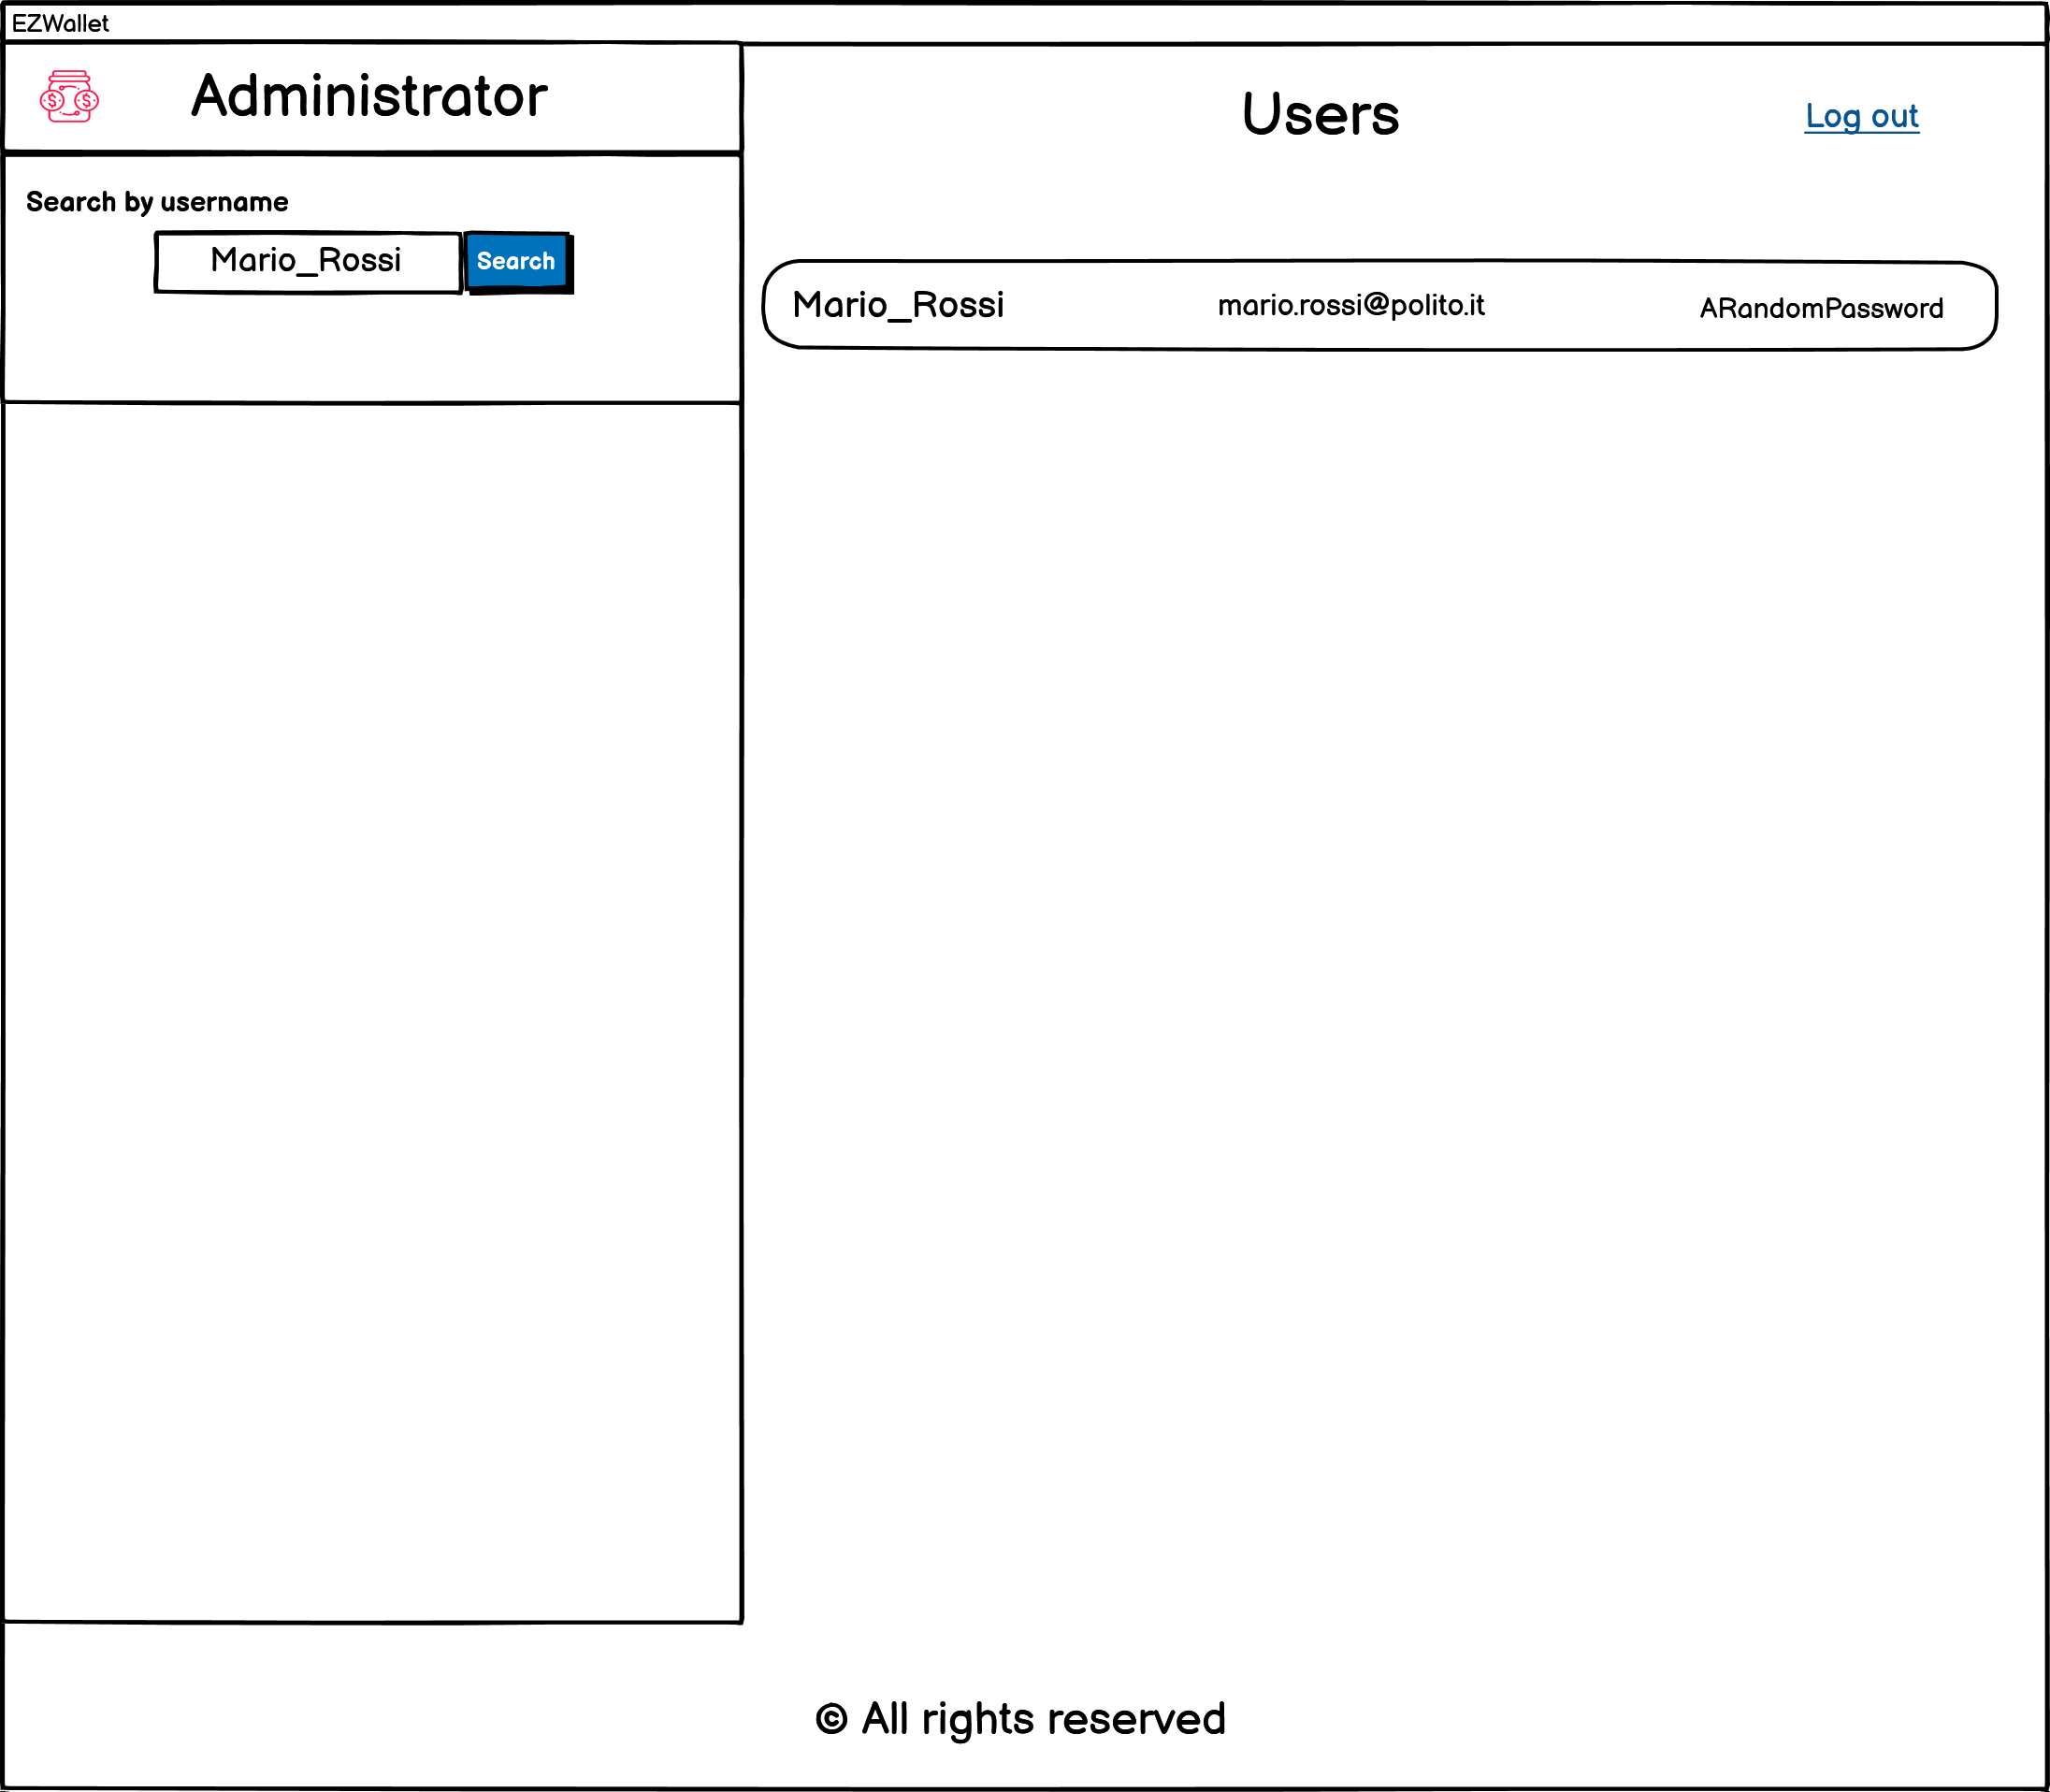 EZWallet
Administrator
Users
Log out
Search by username
Mario_Rossi
Search
Mario_Rossi
mario.rossi@polito.it
ARandomPassword
© All rights reserved